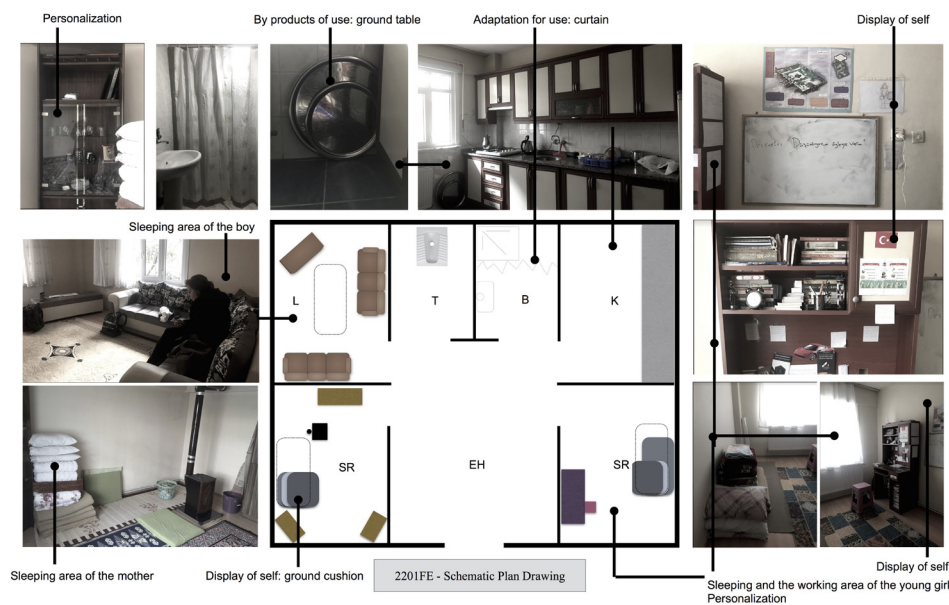 Personalization
By products of use: ground table
Adaptation for use: curtain
Display of self
Sleeping area of the boy
L
T
B
K
SR
EH
SR
Sleeping area of the mother
Display of self: ground cushion
2201FE - Schematic Plan Drawing
Display of self
Sleeping and the working area of the young girl
Personalization